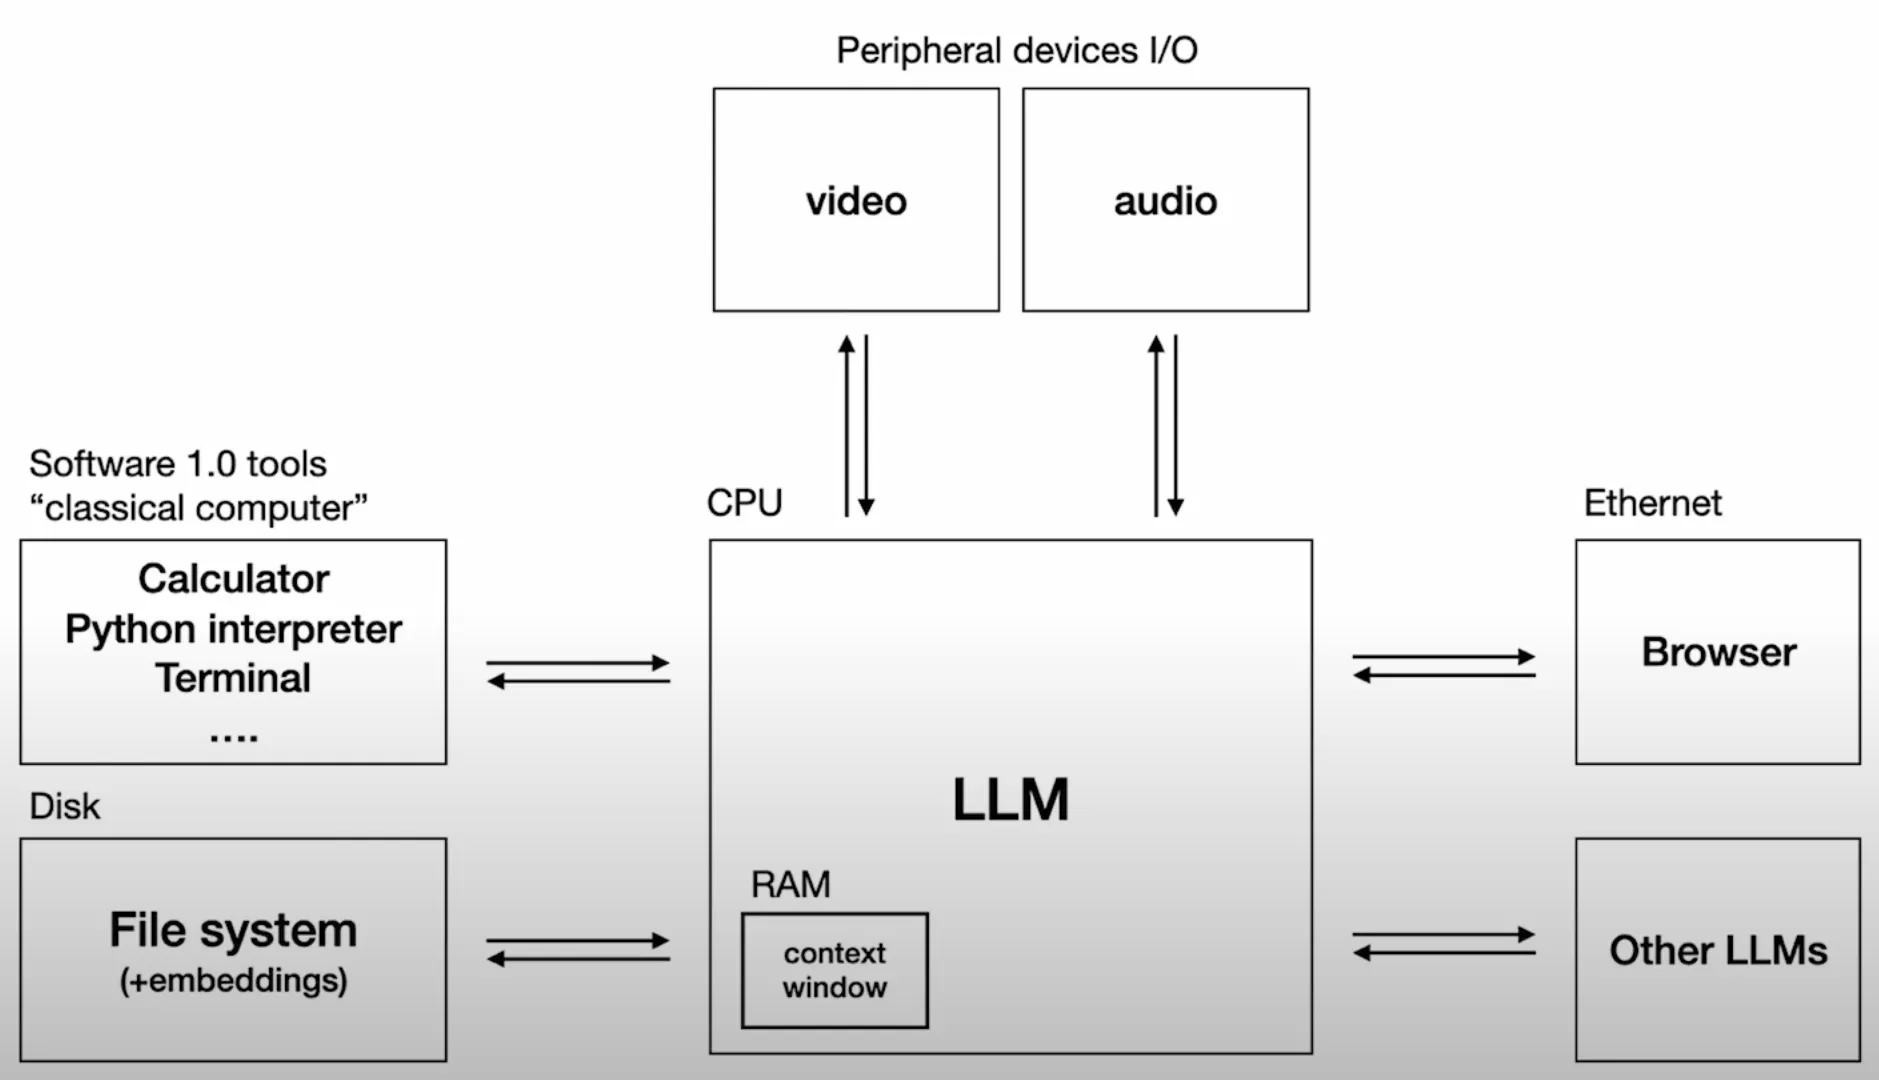 Peripheral devices I/O
video
audio
Software 1.0 tools
“classical computer”
Calculator
Python interpreter
Terminal
....
Disk
File system
(+embeddings)
CPU
LLM
RAM
context
window
Ethernet
Browser
Other LLMs